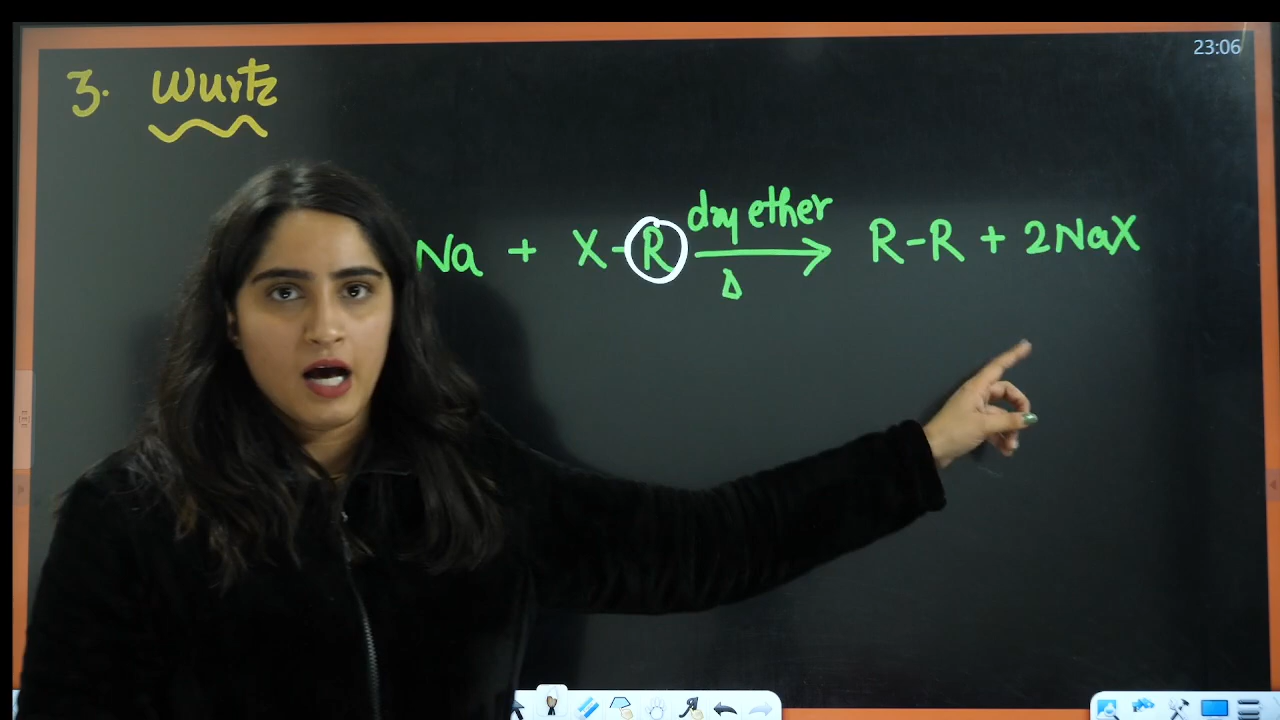 23:06
3. Wurtz
dry ether
Na + X-R → R-R + 2NaX
Δ